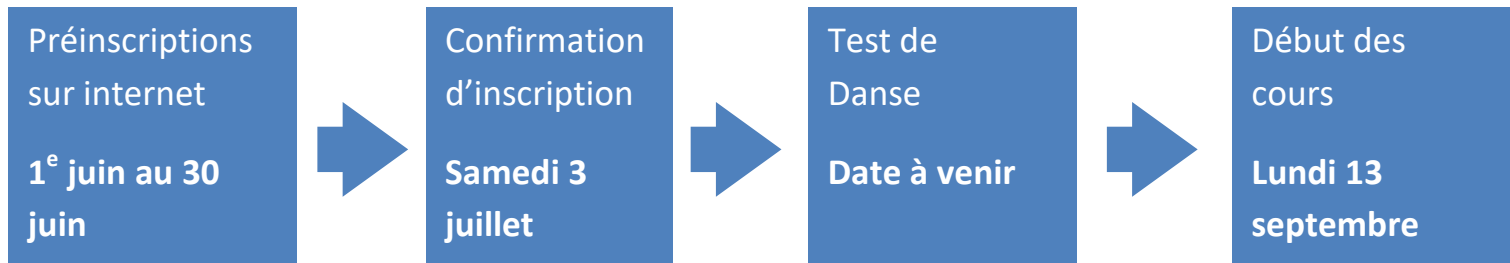 Préinscriptions
sur internet
1e juin au 30
juin
Confirmation
d’inscription
Samedi 3
juillet
Test de
Danse
Date à venir
Début des
cours
Lundi 13
septembre